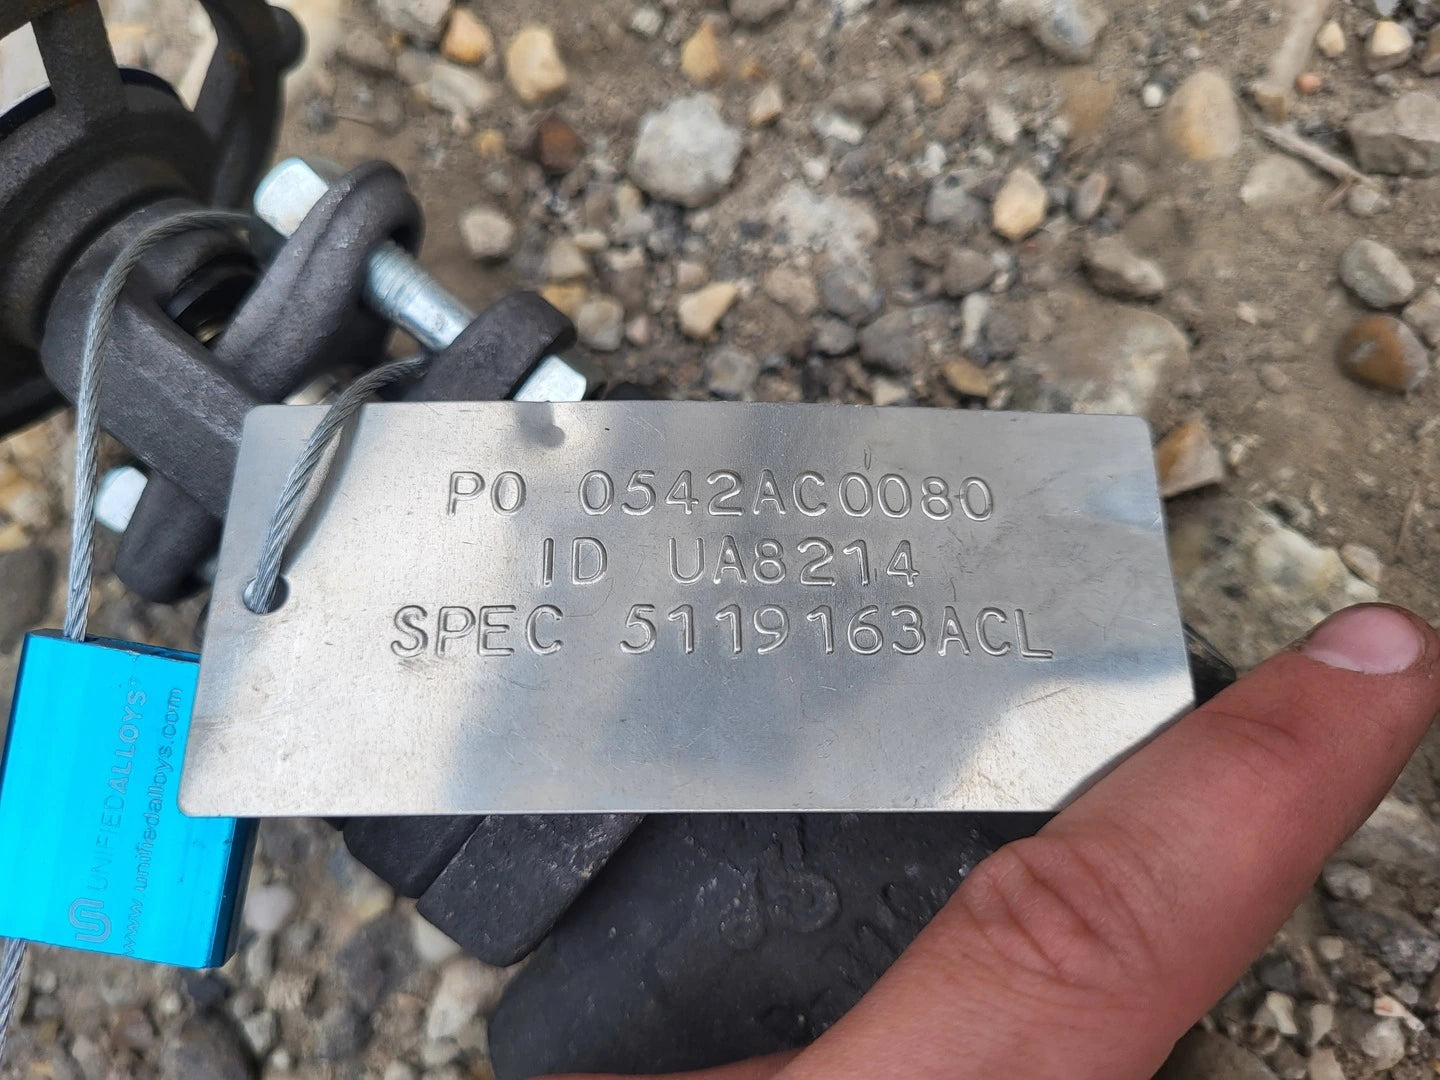 PO 0542AC0080
ID UA8214
SPEC 5119163ACL
UNIFIEDALLOYS
www.unifiedalloys.com